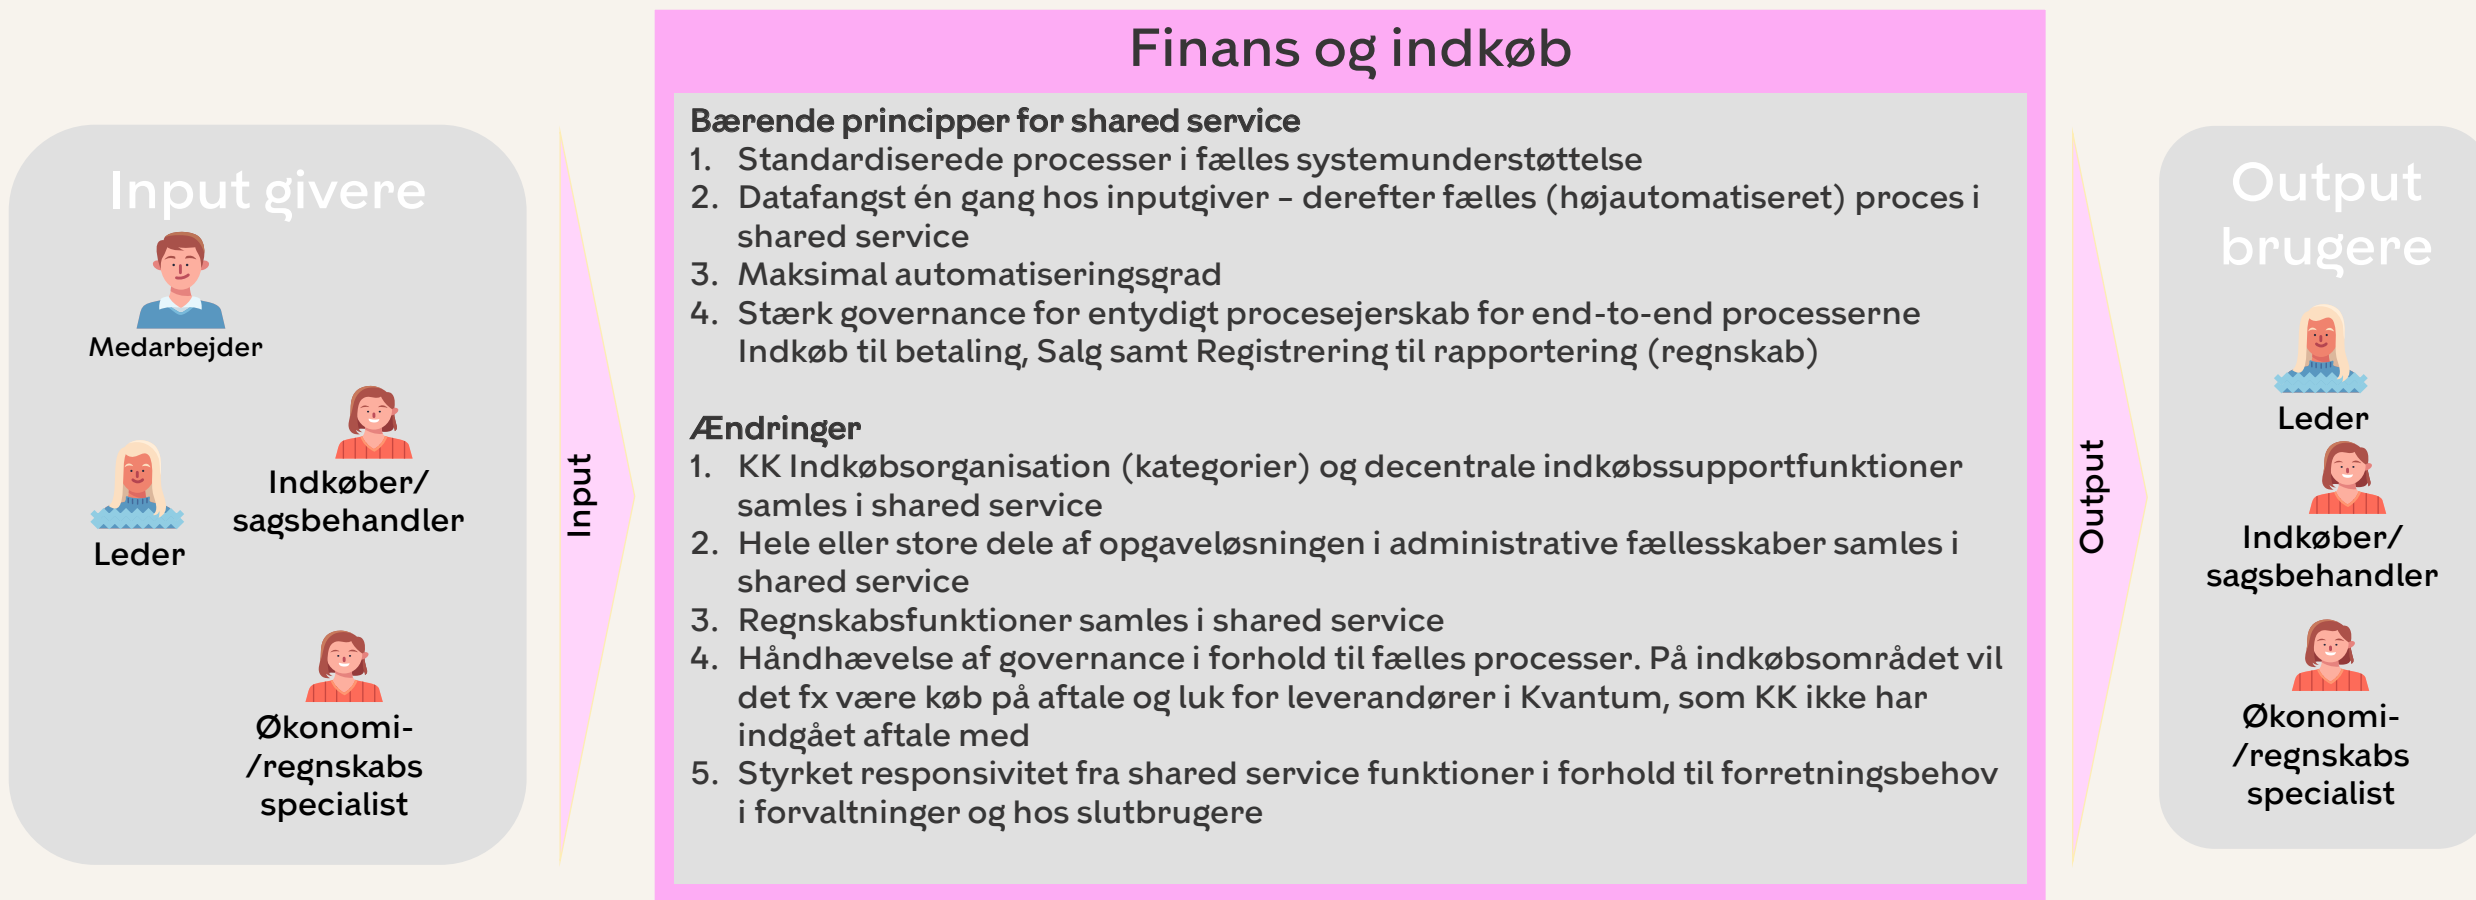 Finans og indkøb
Input givere
Medarbejder
Indkøber/
sagsbehandler
Leder
Økonomi-
/regnskabs
specialist
Input
Bærende principper for shared service
1. Standardiserede processer i fælles systemunderstøttelse
2. Datafangst én gang hos inputgiver – derefter fælles (højautomatiseret) proces i
shared service
3. Maksimal automatiseringsgrad
4. Stærk governance for entydigt procesejerskab for end-to-end processerne
Indkøb til betaling, Salg samt Registrering til rapportering (regnskab)
Ændringer
1. KK Indkøbsorganisation (kategorier) og decentrale indkøbssupportfunktioner
samles i shared service
2. Hele eller store dele af opgaveløsningen i administrative fællesskaber samles i
shared service
3. Regnskabsfunktioner samles i shared service
4. Håndhævelse af governance i forhold til fælles processer. På indkøbsområdet vil
det fx være køb på aftale og luk for leverandører i Kvantum, som KK ikke har
indgået aftale med
5. Styrket responsivitet fra shared service funktioner i forhold til forretningsbehov
i forvaltninger og hos slutbrugere
Output
Output
brugere
Leder
Indkøber/
sagsbehandler
Økonomi-
/regnskabs
specialist